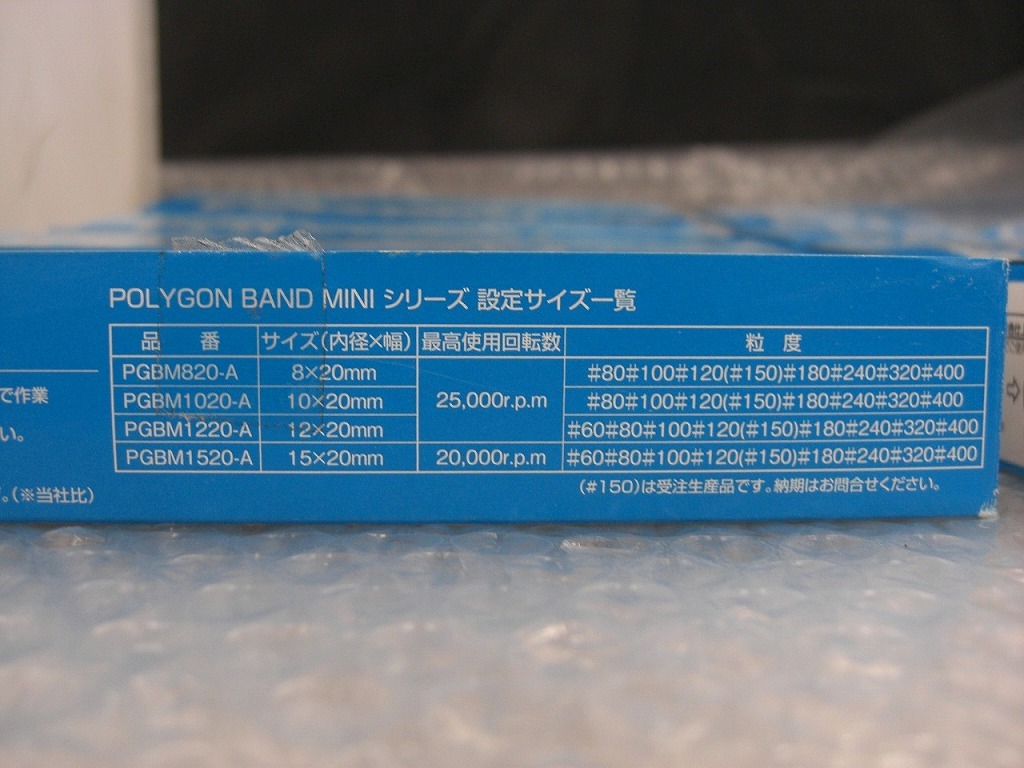 POLYGON BAND MINI シリーズ 設定サイズ一覧
品 番 サイズ(内径×幅) 最高使用回転数 粒 度
PGBM820-A 8×20mm #80#100#120(#150)#180#240#320#400
PGBM1020-A 10×20mm 25,000r.p.m #80#100#120(#150)#180#240#320#400
PGBM1220-A 12×20mm #60#80#100#120(#150)#180#240#320#400
PGBM1520-A 15×20mm 20,000r.p.m #60#80#100#120(#150)#180#240#320#400
(#150)は受注生産品です。納期はお問合せください。
で作業
い。
。(※当社比)